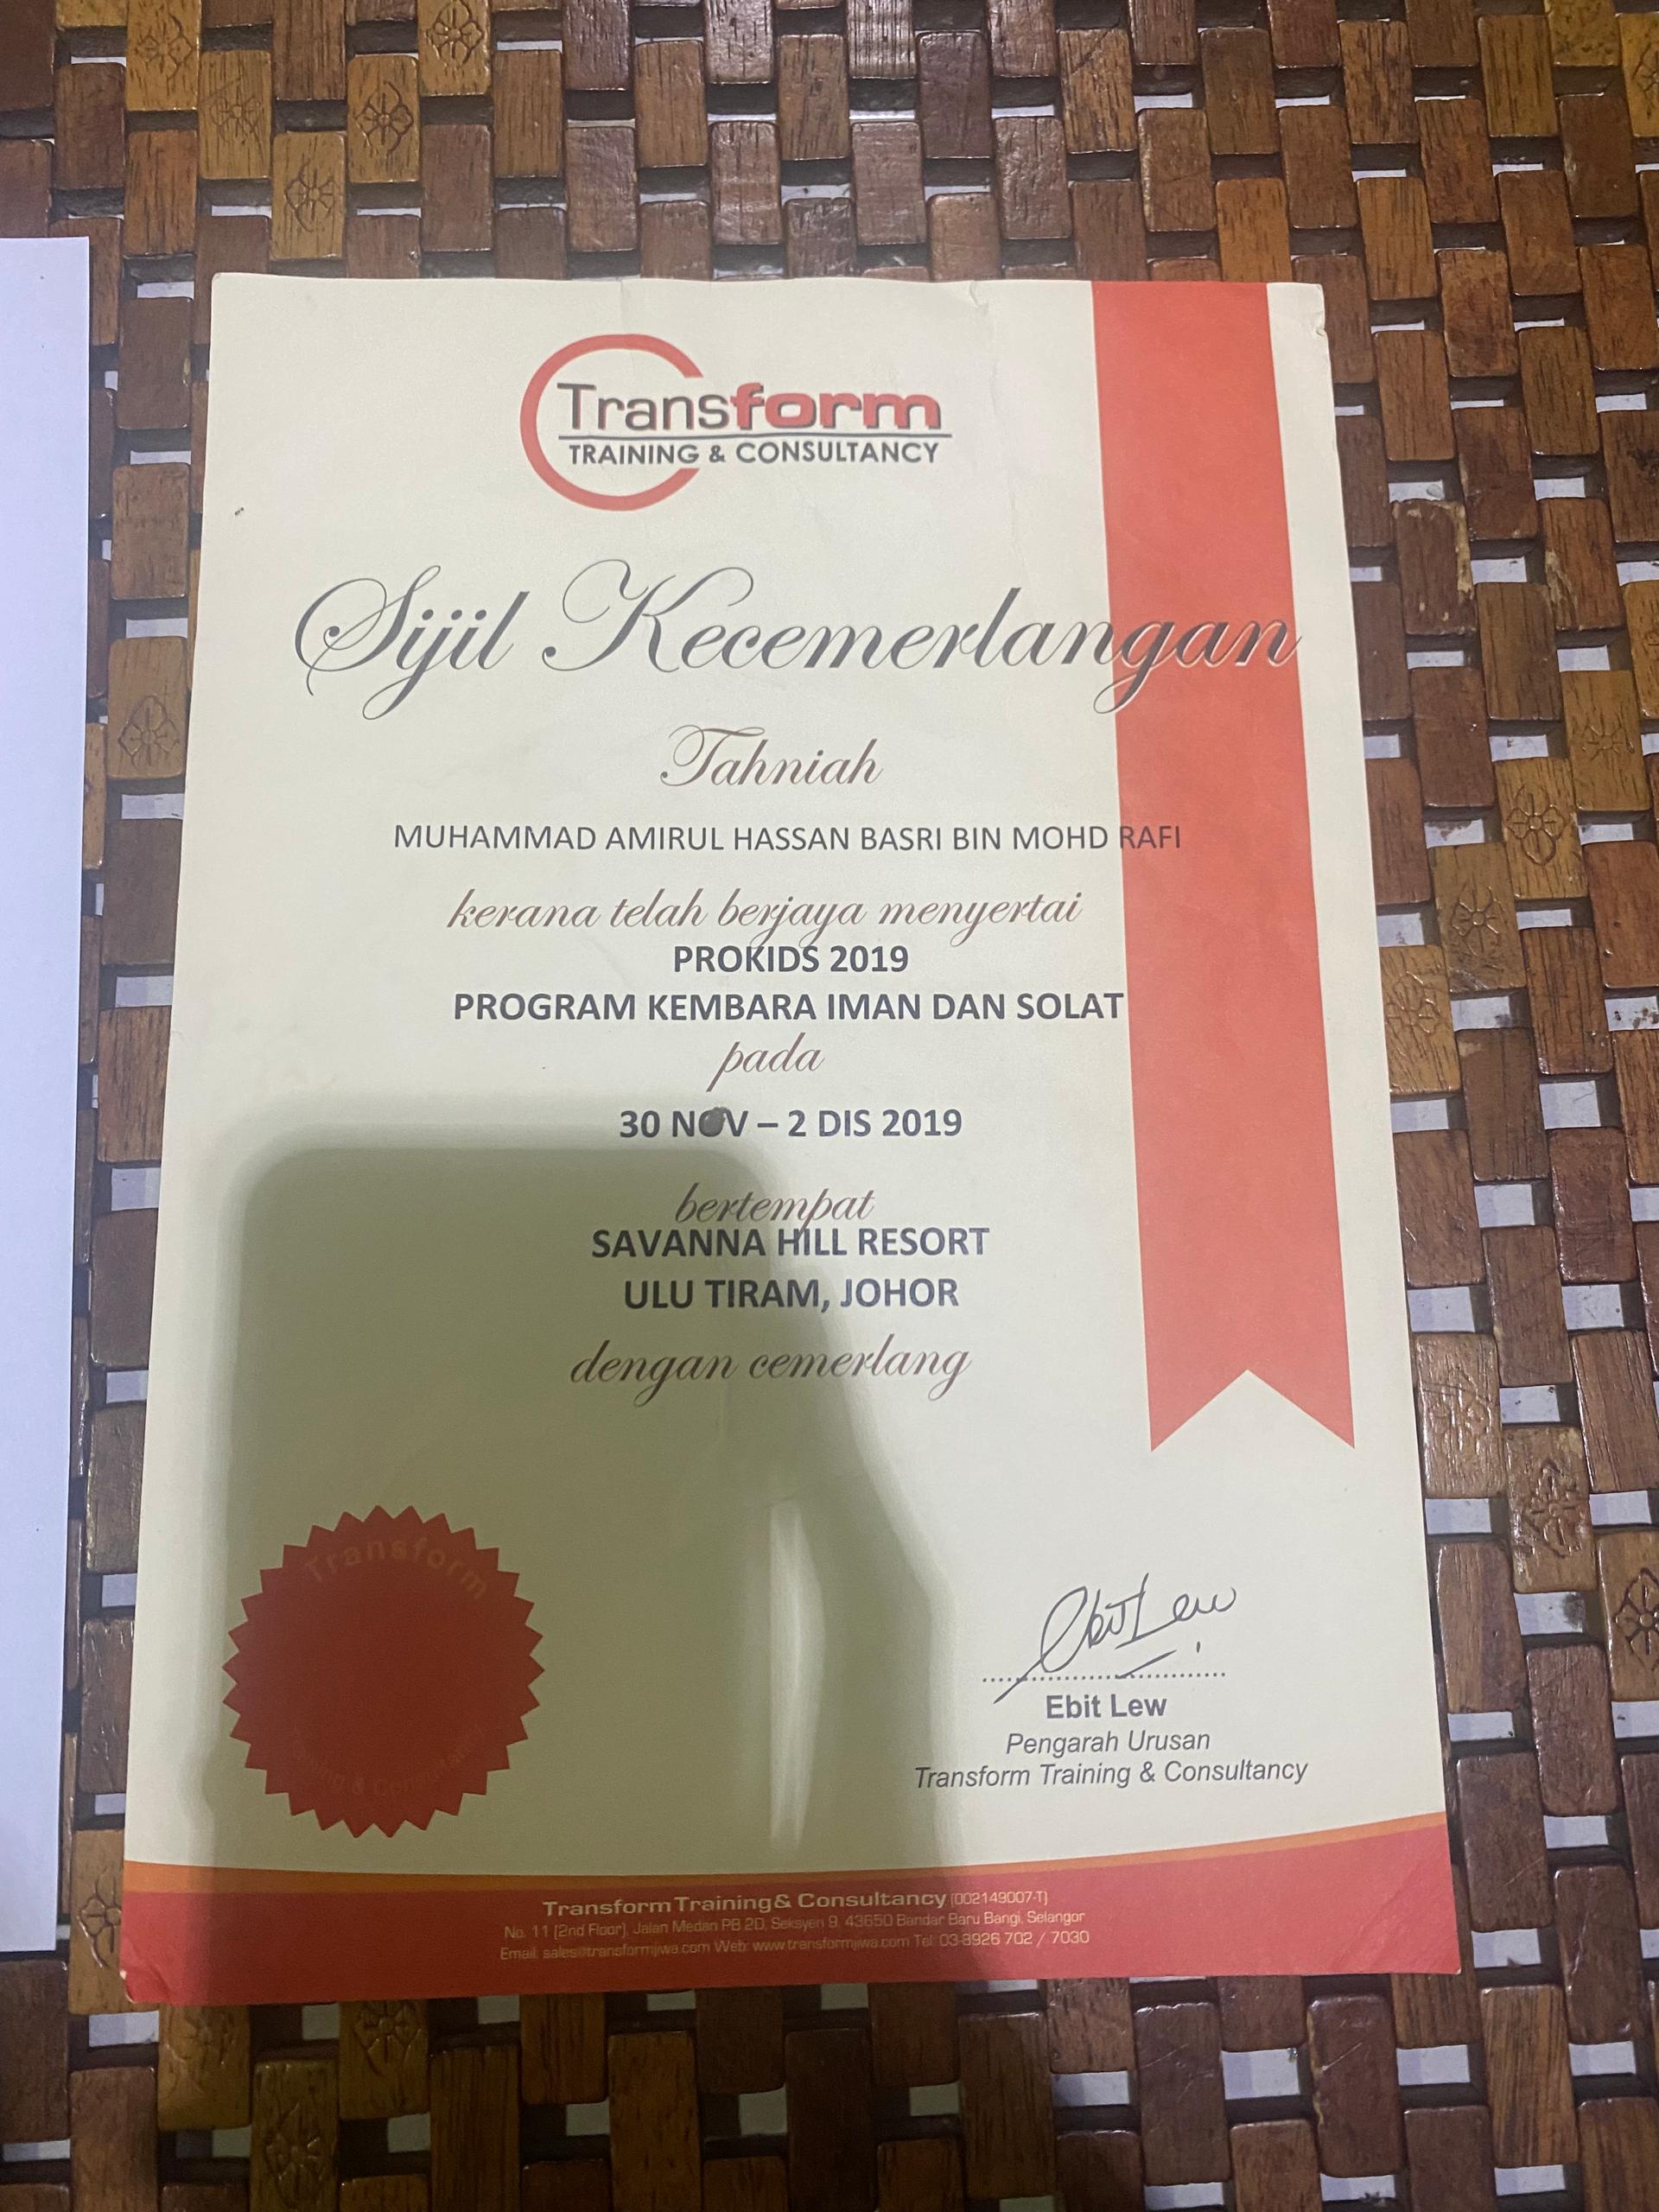 Transform
TRAINING & CONSULTANCY
Sijil Kecemerlangan
Tahniah
MUHAMMAD AMIRUL HASSAN BASRI BIN MOHD RAFI
kerana telah berjaya menyertai
PROKIDS 2019
PROGRAM KEMBARA IMAN DAN SOLAT
pada
30 NOV – 2 DIS 2019
bertempat
SAVANNA HILL RESORT
ULU TIRAM, JOHOR
dengan cemerlang
Transform
Ebit Lew
Ebit Lew
Pengarah Urusan
Transform Training & Consultancy
Transform Training & Consultancy (002149007-T)
No. 11 (2nd Floor), Jalan Medan PB 2D, Seksyen 9, 43650 Bandar Baru Bangi, Selangor
Email: sales@transformjiwa.com Web: www.transformjiwa.com Tel: 03-8926 702 / 7030